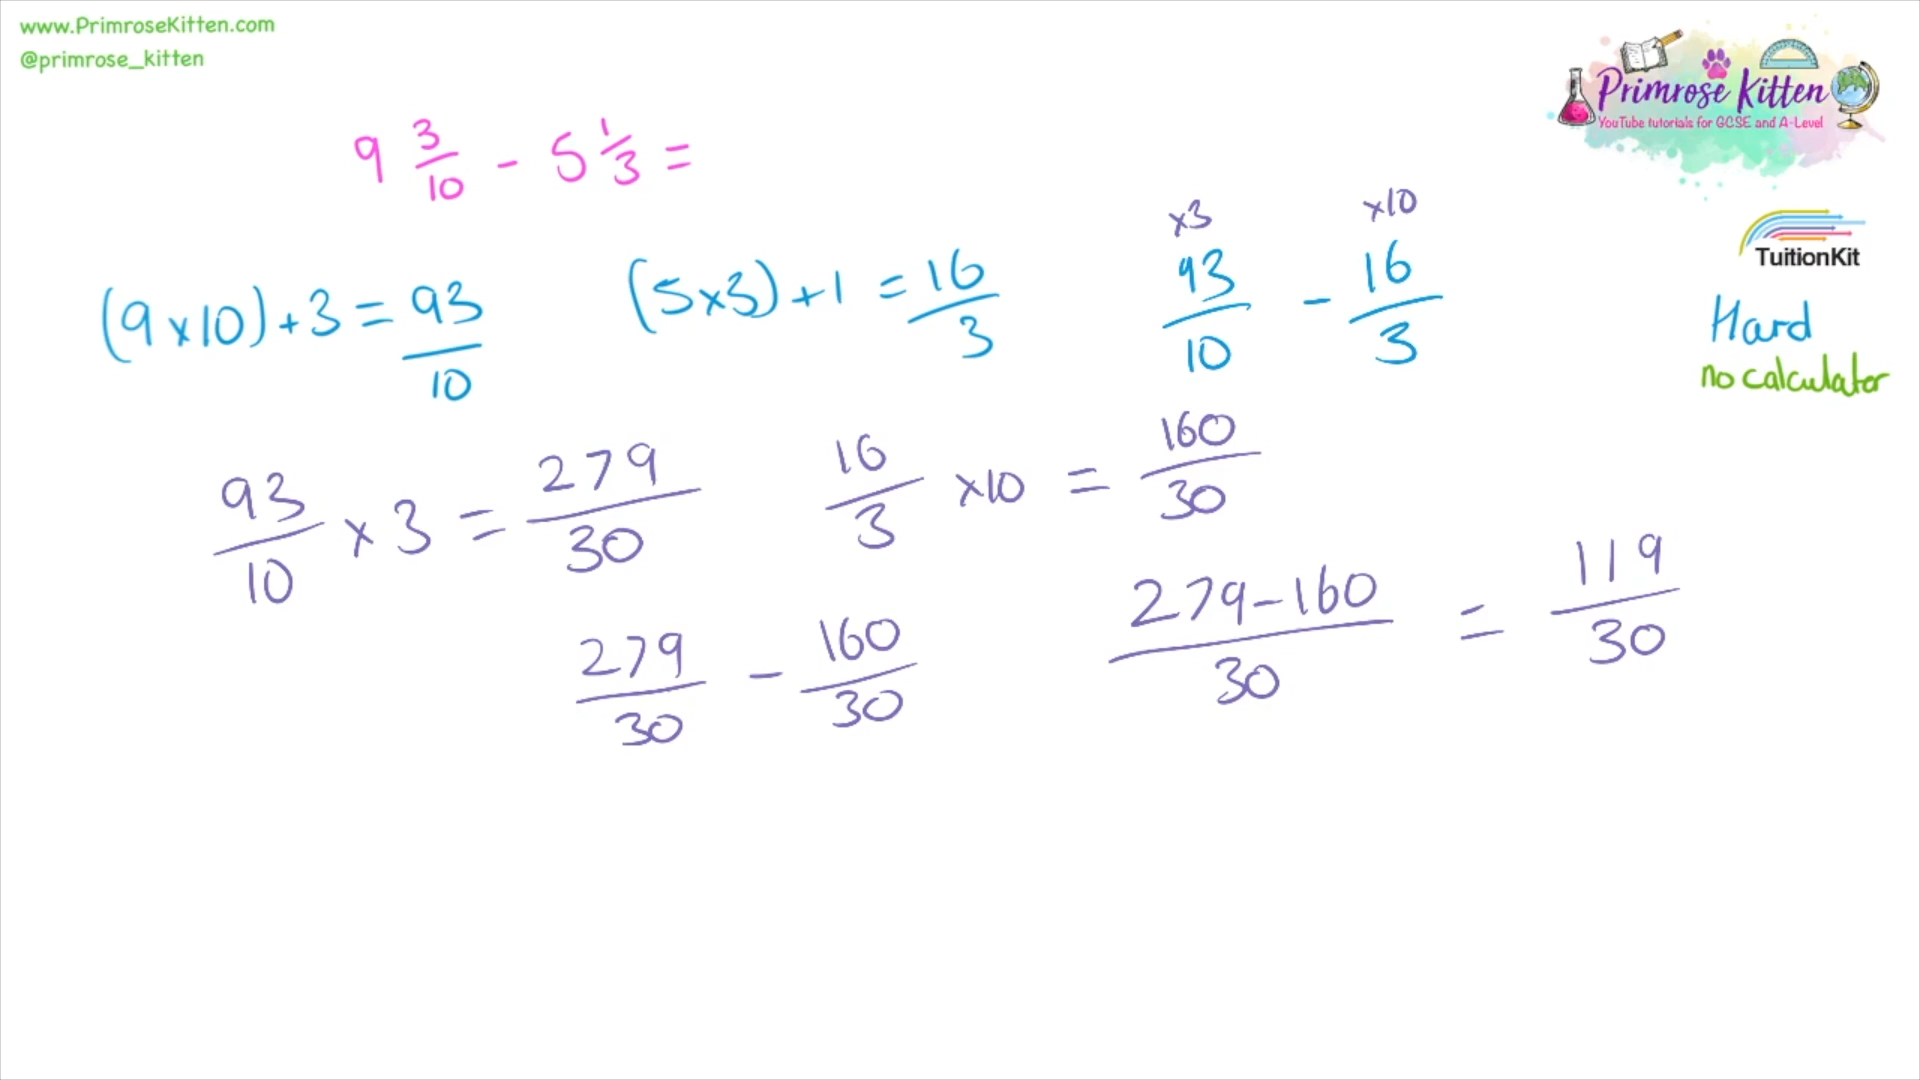 www.PrimroseKitten.com
@primrose_kitten
Primrose Kitten
YouTube tutorials for GCSE and A-Level
TuitionKit
Hard
no calculator
9 3/10 - 5 1/3 =
(9x10)+3 = 93/10
(5x3)+1 = 16/3
x3 x10
93/10 - 16/3
93/10 x 3 = 279/30
16/3 x10 = 160/30
279/30 - 160/30
279-160/30 = 119/30